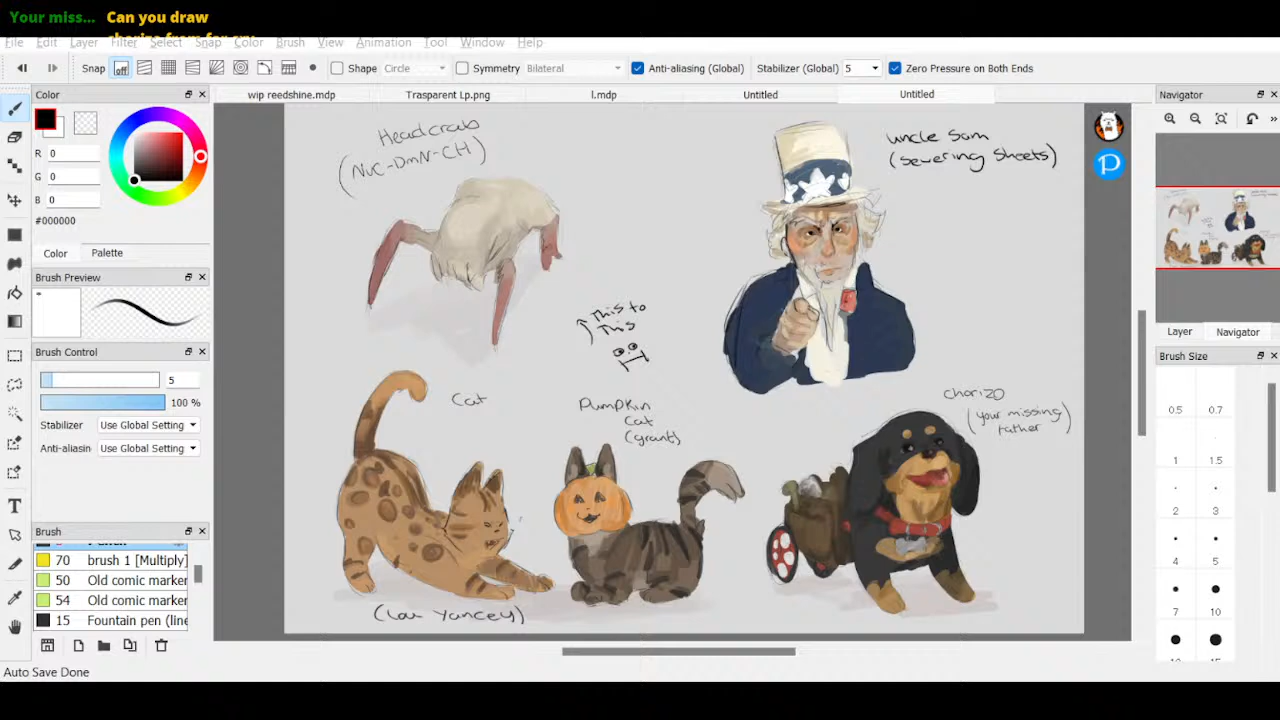 Your miss... Can you draw
File Edit Layer Filter Select Snap Color Brush View Animation Tool Window Help
Snap off Shape Circle Symmetry Bilateral Anti-aliasing (Global) Stabilizer (Global) 5 Zero Pressure on Both Ends
Color
wip reedshine.mdp Trasparent Lp.png l.mdp Untitled Untitled
Navigator
R 0
G 0
B 0
#000000
Color Palette
Brush Preview
Brush Control
5
100 %
Stabilizer Use Global Setting
Anti-aliasin Use Global Setting
Brush
70 brush 1 [Multiply]
50 Old comic marker
54 Old comic marker
15 Fountain pen (line
Auto Save Done
Headcrab
(NuC-DmN-CH)
uncle Sam
(Severing Sheets)
This to
This
Cat
(Lau Yancey)
Pumpkin
Cat
(grant)
chorizo
(your missing
father)
Layer Navigator
Brush Size
0.5 0.7
1 1.5
2 3
4 5
7 10